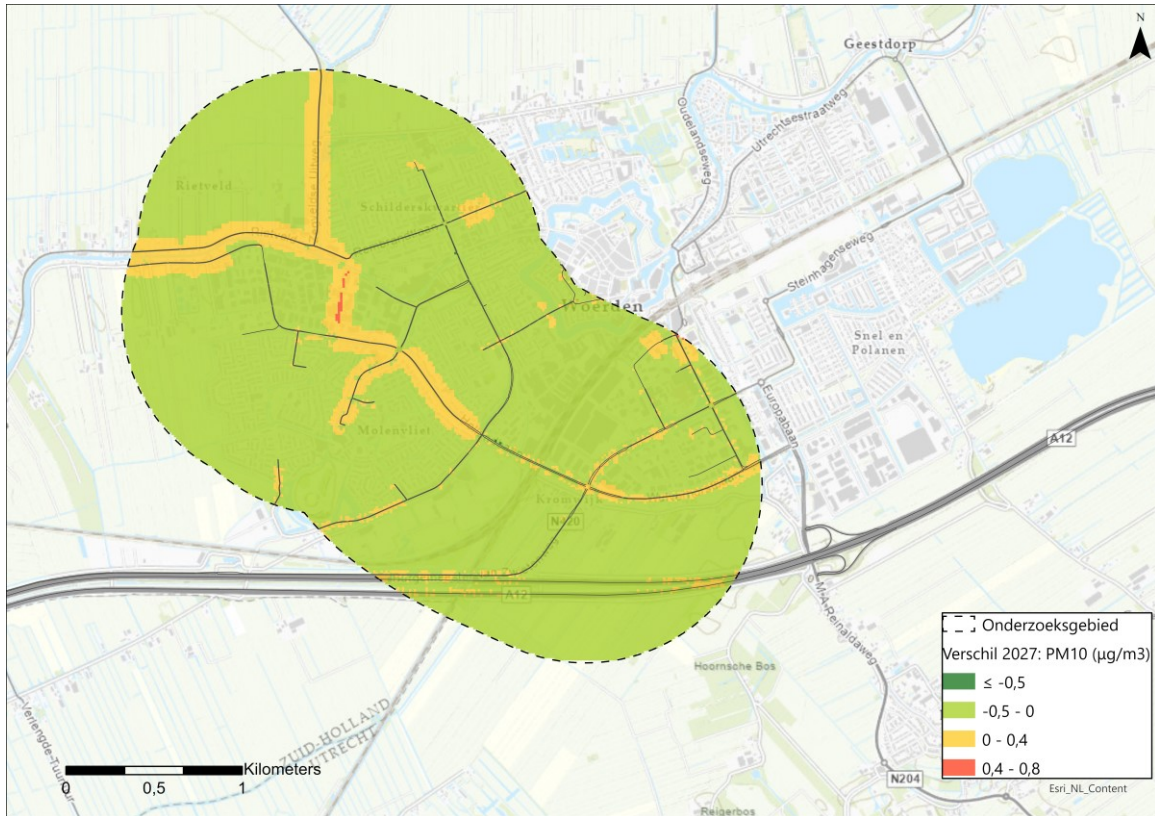 N
Geestdorp
Oudelandseweg
Utrechtsestraatweg
Rietveld
Schilderskwartier
Steinhagenseweg
Woerden
Snel en
Polanen
Europabaan
Molenvliet
A12
Kromwijk
N420
A12
M.A. Reinaldaweg
Hoornsche Bos
ZUID-HOLLAND
UTRECHT
N204
Reigerbos
Onderzoeksgebied
Verschil 2027: PM10 (µg/m3)
≤ -0,5
-0,5 - 0
0 - 0,4
0,4 - 0,8
Kilometers
0 0,5 1
Esri_NL_Content